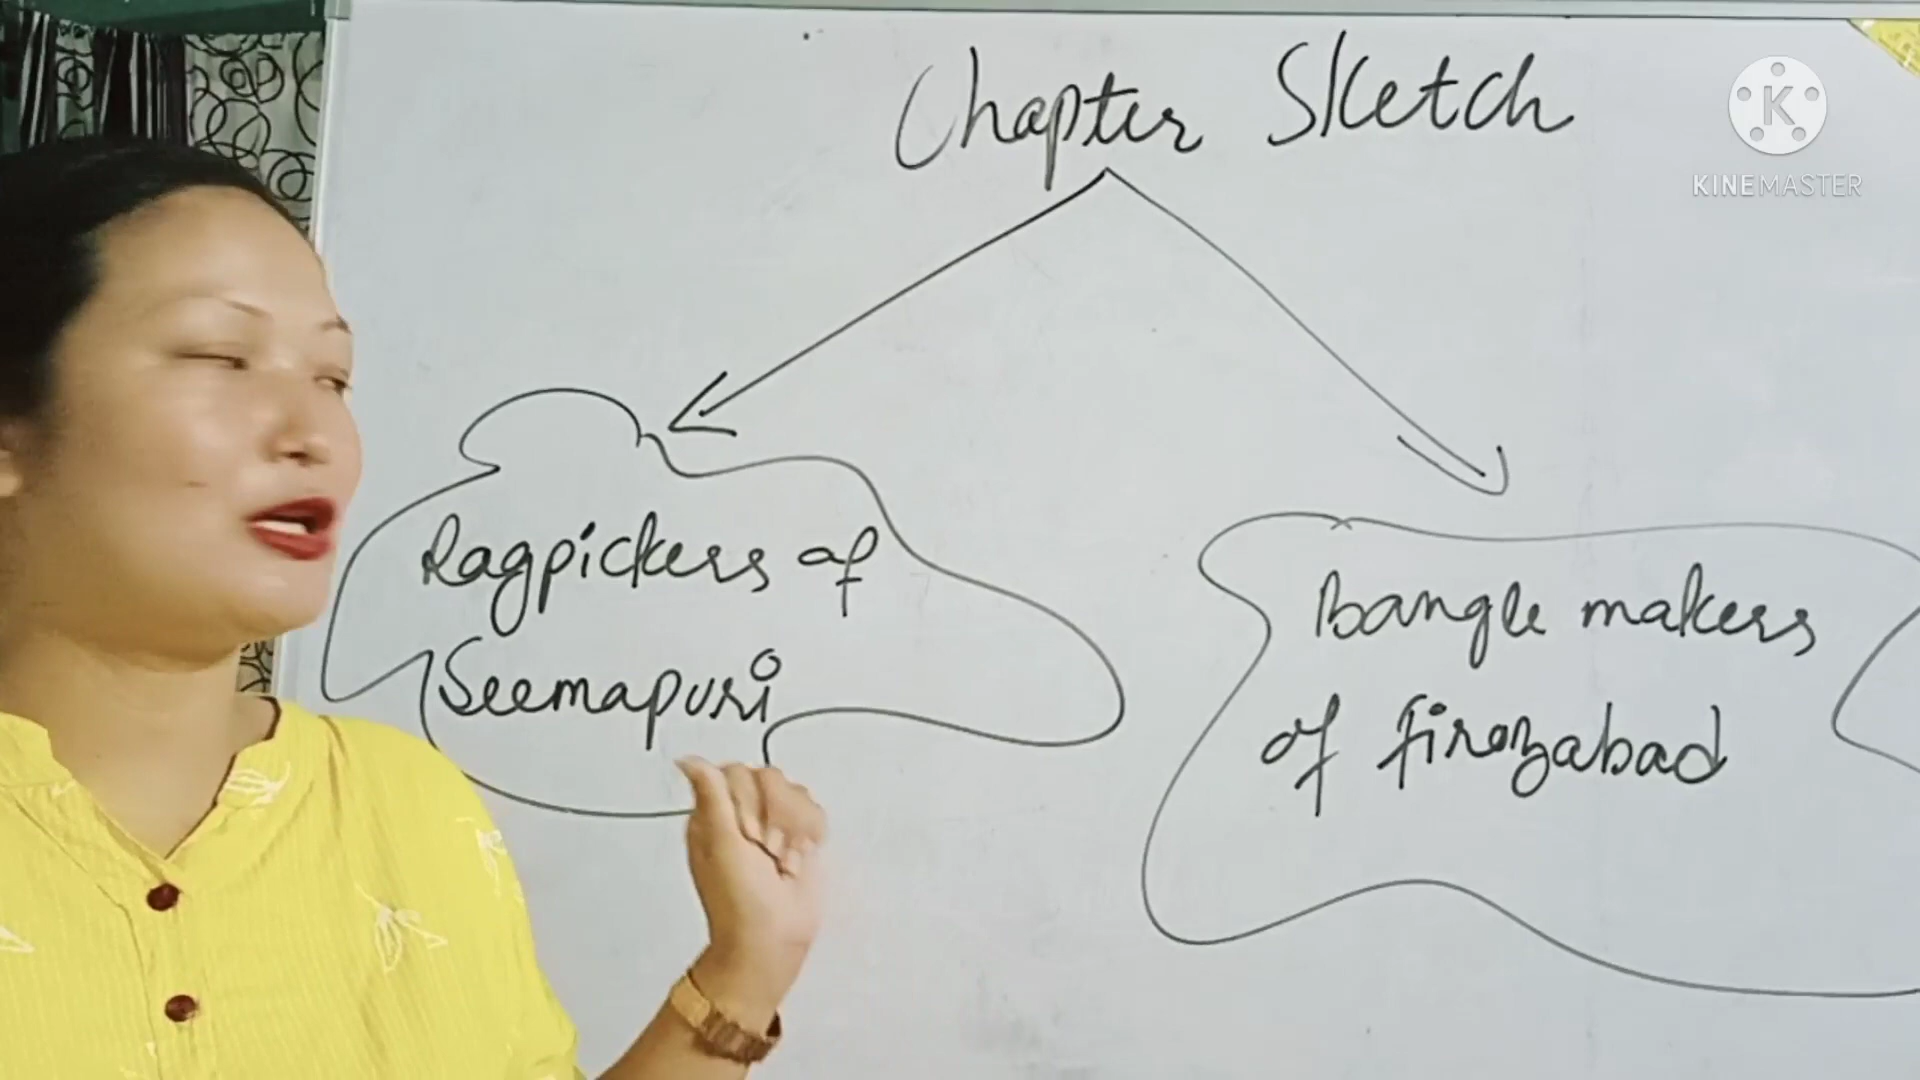 Chapter Sketch
KINEMASTER
Ragpickers of
Seemapuri
Bangle makers
of firozabad